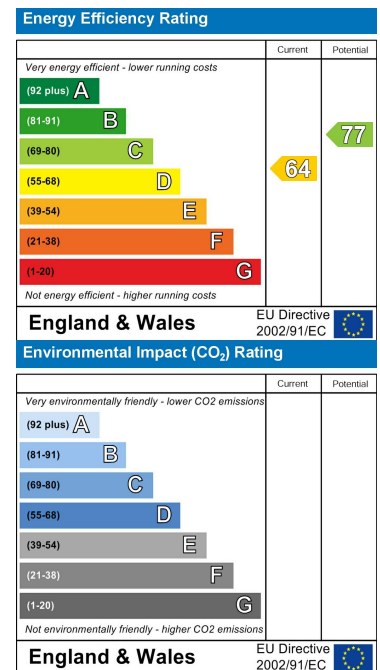 Energy Efficiency Rating
Current Potential
Very energy efficient - lower running costs
(92 plus) A
(81-91) B
(69-80) C
(55-68) D
(39-54) E
(21-38) F
(1-20) G
64
77
Not energy efficient - higher running costs
England & Wales
EU Directive
2002/91/EC
Environmental Impact (CO₂) Rating
Current Potential
Very environmentally friendly - lower CO2 emissions
(92 plus) A
(81-91) B
(69-80) C
(55-68) D
(39-54) E
(21-38) F
(1-20) G
Not environmentally friendly - higher CO2 emissions
England & Wales
EU Directive
2002/91/EC